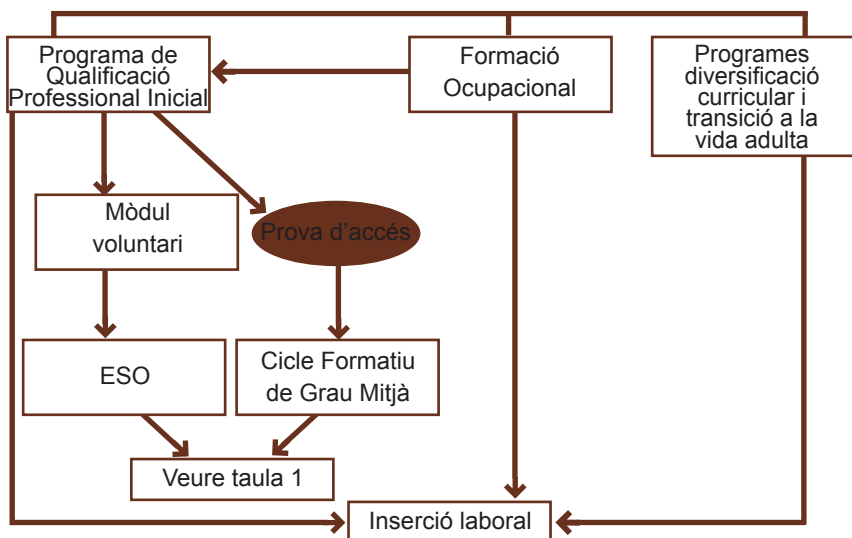 Programa de
Qualificació
Professional Inicial
Formació
Ocupacional
Programes
diversificació
curricular i
transició a la
vida adulta
Mòdul
voluntari
Prova d'accés
ESO
Cicle Formatiu
de Grau Mitjà
Veure taula 1
Inserció laboral